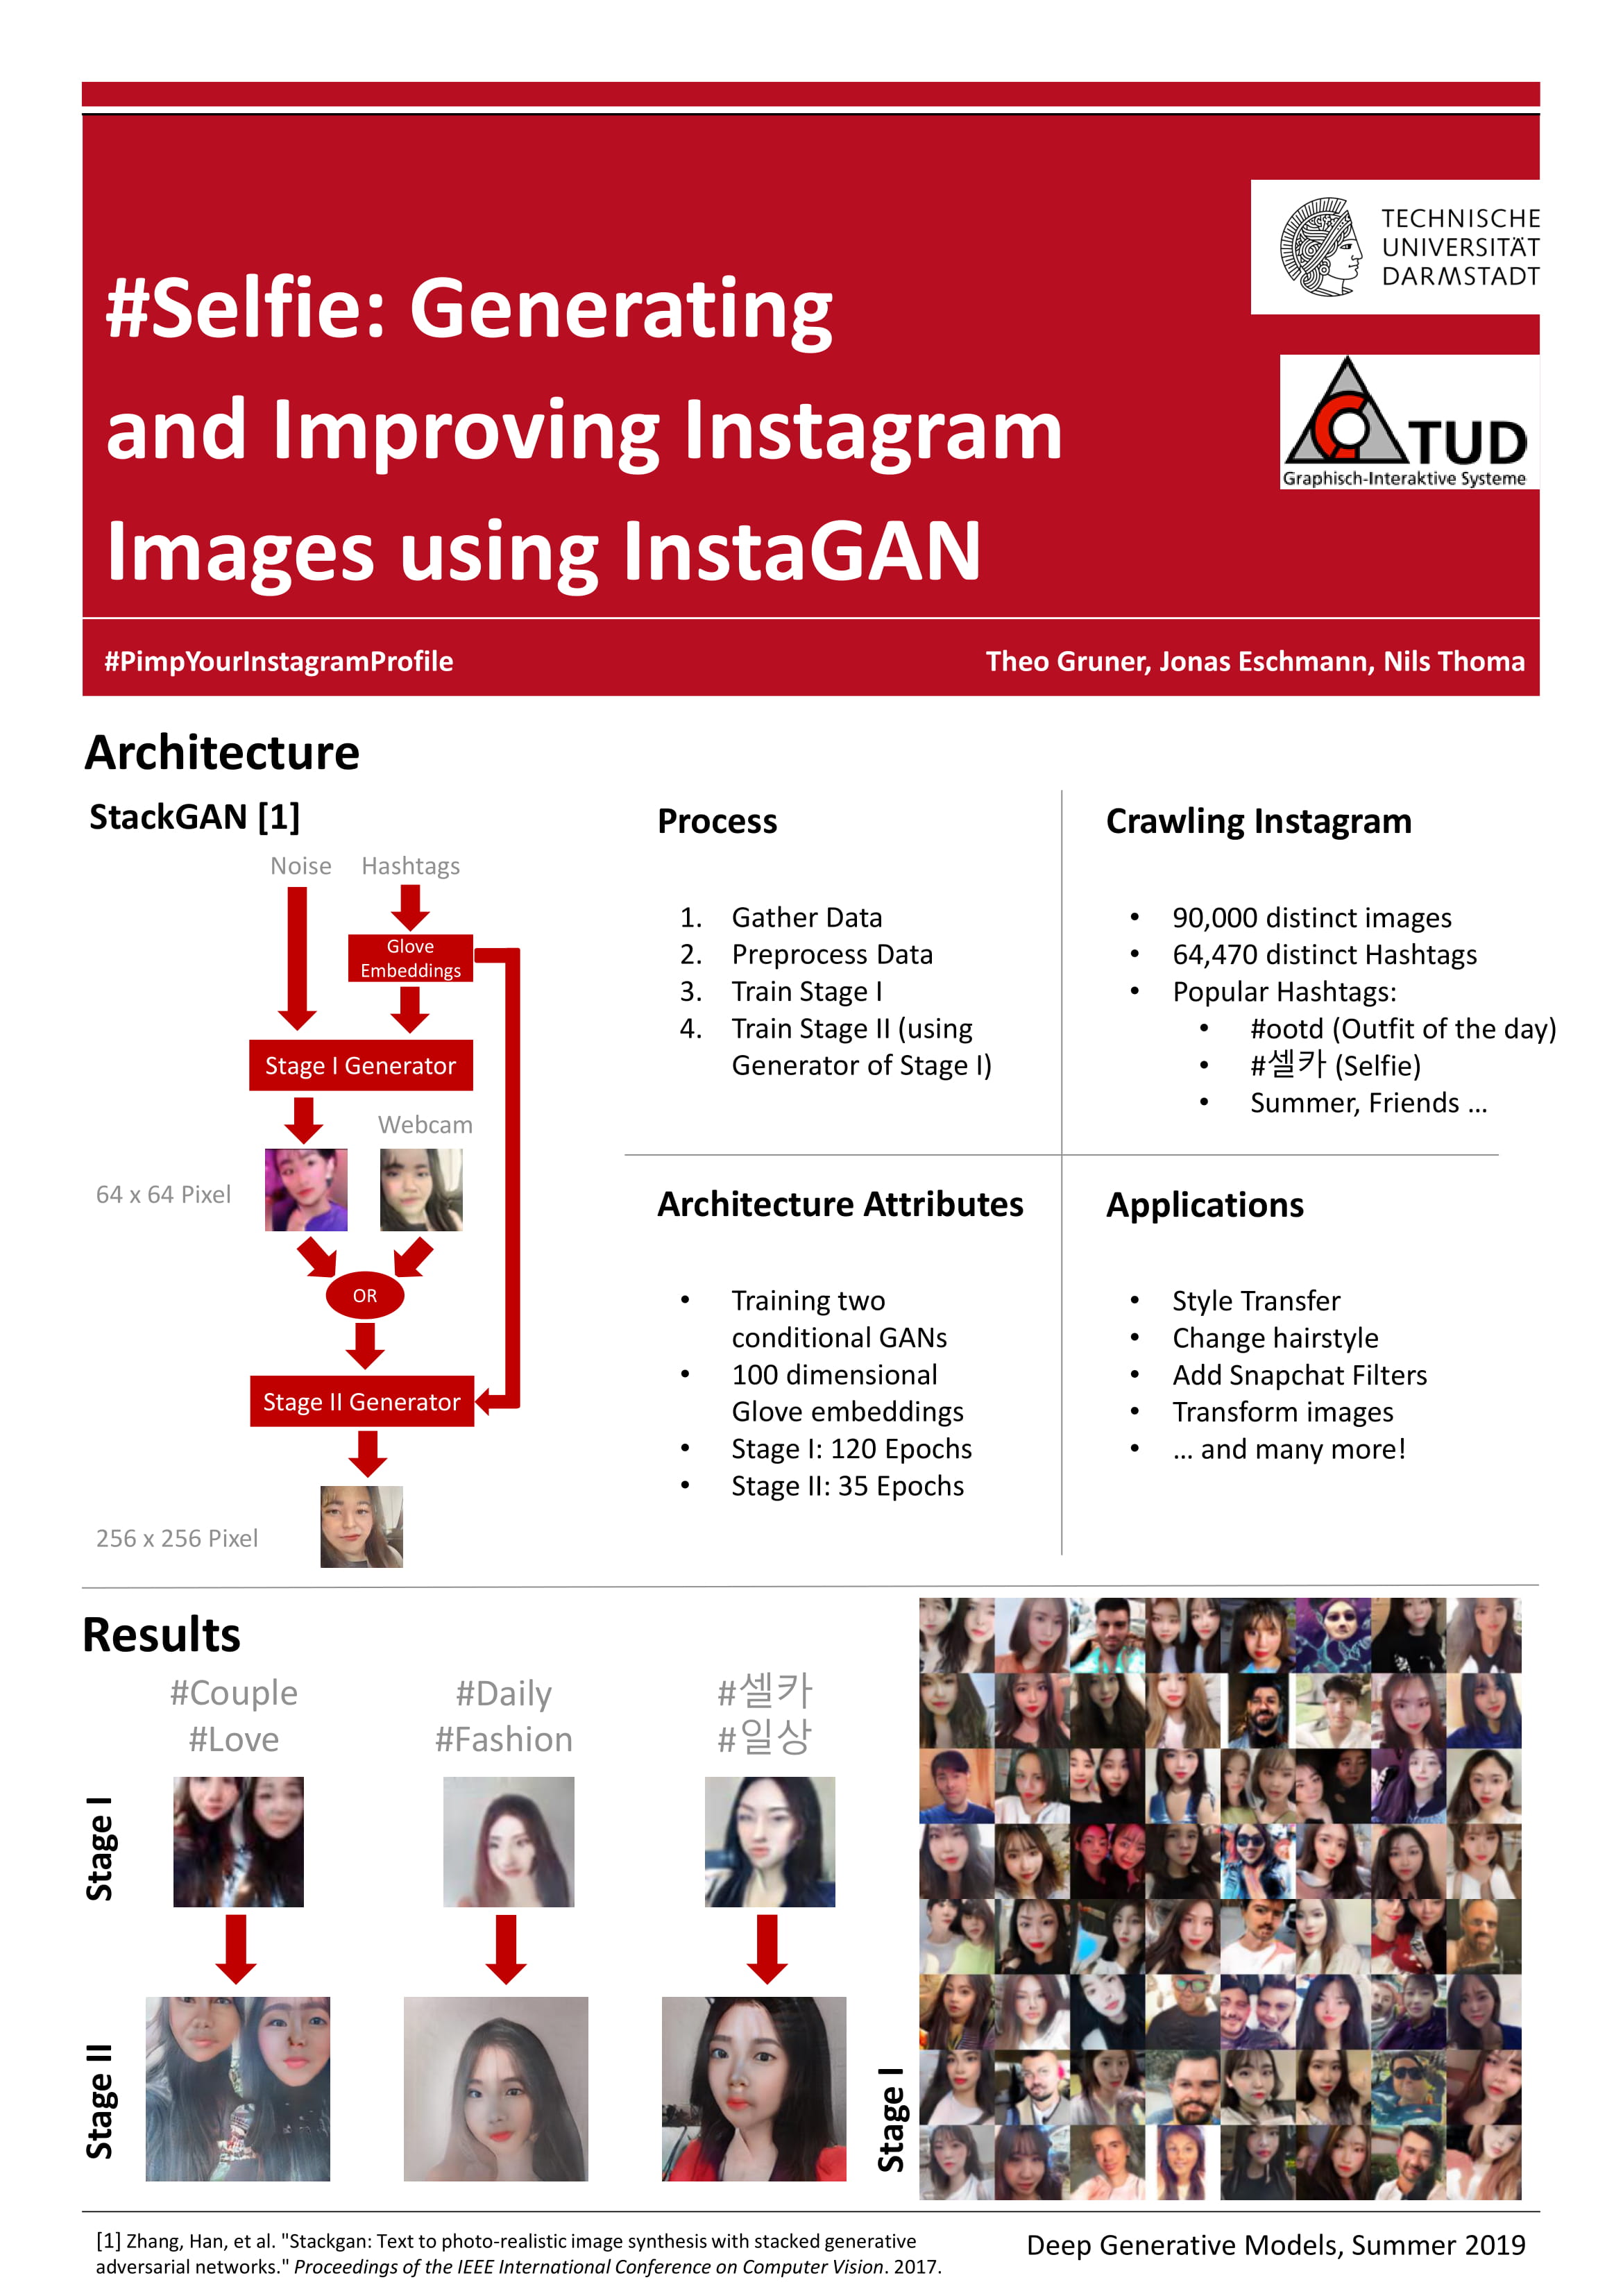 TECHNISCHE
UNIVERSITÄT
DARMSTADT
TUD
Graphisch-Interaktive Systeme
#Selfie: Generating
and Improving Instagram
Images using InstaGAN
#PimpYourInstagramProfile
Theo Gruner, Jonas Eschmann, Nils Thoma
Architecture
StackGAN [1]
Noise
Hashtags
Glove
Embeddings
Stage I Generator
Webcam
64 x 64 Pixel
OR
Stage II Generator
256 x 256 Pixel
Process
1. Gather Data
2. Preprocess Data
3. Train Stage I
4. Train Stage II (using
Generator of Stage I)
Crawling Instagram
• 90,000 distinct images
• 64,470 distinct Hashtags
• Popular Hashtags:
• #ootd (Outfit of the day)
• #셀카 (Selfie)
• Summer, Friends …
Architecture Attributes
• Training two
conditional GANs
• 100 dimensional
Glove embeddings
• Stage I: 120 Epochs
• Stage II: 35 Epochs
Applications
• Style Transfer
• Change hairstyle
• Add Snapchat Filters
• Transform images
• … and many more!
Results
#Couple
#Love
#Daily
#Fashion
#셀카
#일상
Stage I
Stage II
Stage I
[1] Zhang, Han, et al. "Stackgan: Text to photo-realistic image synthesis with stacked generative
adversarial networks." Proceedings of the IEEE International Conference on Computer Vision. 2017.
Deep Generative Models, Summer 2019